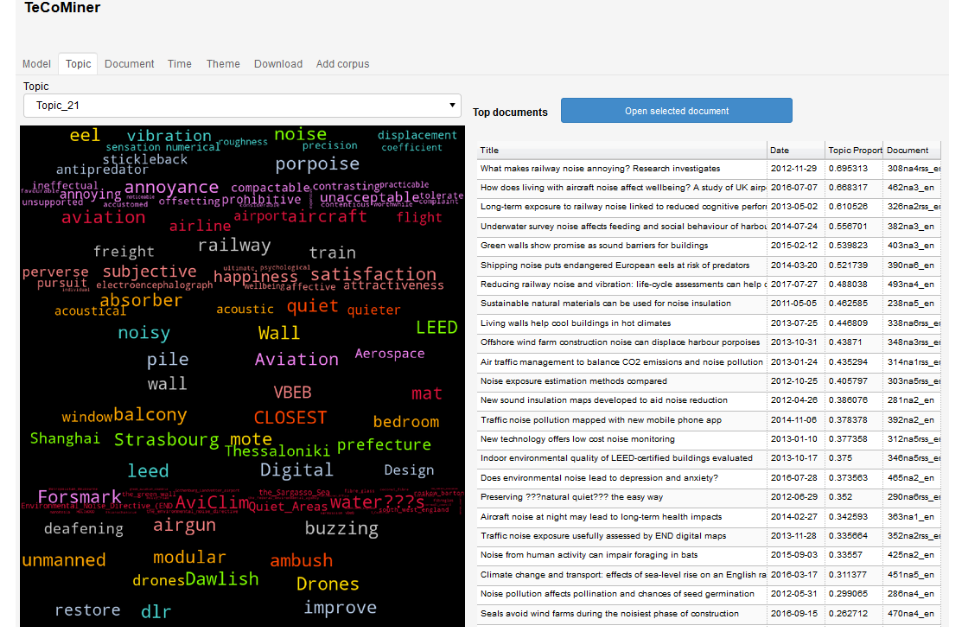 TeCoMiner
Model Topic Document Time Theme Download Add corpus
Topic
Topic_21
Top documents Open selected document
eel vibration noise displacement
sensation numerical roughness precision coefficient
stickleback
antipredator porpoise
ineffectual annoyance compactable contrasting practicable
annoying unacceptable tolerate
unsupported accustomed offsetting prohibitive complaint
aviation airline airport aircraft flight
freight railway train
perverse subjective happiness ultimate psychological satisfaction
pursuit electroencephalograph wellbeing affective attractiveness
absorber
acoustical acoustic quiet quieter
noisy Wall LEED
pile Aviation Aerospace
wall VBEB mat
window balcony CLOSEST bedroom
Shanghai Strasbourg mote Thessaloniki prefecture
leed Digital Design
Forsmark AviClim the_Sargasso_Sea Quiet_Areas water???s
Environmental_Noise_Directive_(END south_east_england
deafening airgun buzzing
unmanned modular ambush
drones Dawlish Drones
restore dlr improve
Title Date Topic Proport Document
What makes railway noise annoying? Research investigates 2012-11-29 0.695313 308na4rss_e
How does living with aircraft noise affect wellbeing? A study of UK airp 2016-07-07 0.668317 462na3_en
Long-term exposure to railway noise linked to reduced cognitive perfor 2013-05-02 0.610526 326na2rss_e
Underwater survey noise affects feeding and social behaviour of harbou 2014-07-24 0.556701 382na3_en
Green walls show promise as sound barriers for buildings 2015-02-12 0.539823 403na3_en
Shipping noise puts endangered European eels at risk of predators 2014-03-20 0.521739 390na6_en
Reducing railway noise and vibration: life-cycle assessments can help c 2017-07-27 0.488038 493na4_en
Sustainable natural materials can be used for noise insulation 2011-05-05 0.462585 238na5_en
Living walls help cool buildings in hot climates 2013-07-25 0.446809 338na6rss_e
Offshore wind farm construction noise can displace harbour porpoises 2013-10-31 0.43871 348na3rss_e
Air traffic management to balance CO2 emissions and noise pollution 2013-01-24 0.435294 314na1rss_e
Noise exposure estimation methods compared 2012-10-25 0.405797 303na5rss_e
New sound insulation maps developed to aid noise reduction 2012-04-26 0.386076 281na2_en
Traffic noise pollution mapped with new mobile phone app 2014-11-06 0.378378 392na2_en
New technology offers low cost noise monitoring 2013-01-10 0.377358 312na5rss_e
Indoor environmental quality of LEED-certified buildings evaluated 2013-10-17 0.375 346na5rss_e
Does environmental noise lead to depression and anxiety? 2016-07-28 0.373563 465na2_en
Preserving ???natural quiet??? the easy way 2012-06-29 0.352 290na6rss_e
Aircraft noise at night may lead to long-term health impacts 2014-02-27 0.342593 363na1_en
Traffic noise exposure usefully assessed by END digital maps 2013-11-28 0.335664 352na2rss_e
Noise from human activity can impair foraging in bats 2015-09-03 0.33557 425na2_en
Climate change and transport: effects of sea-level rise on an English ra 2016-03-17 0.311377 451na5_en
Noise pollution affects pollination and chances of seed germination 2012-05-31 0.299065 286na4_en
Seals avoid wind farms during the noisiest phase of construction 2016-09-15 0.262712 470na4_en